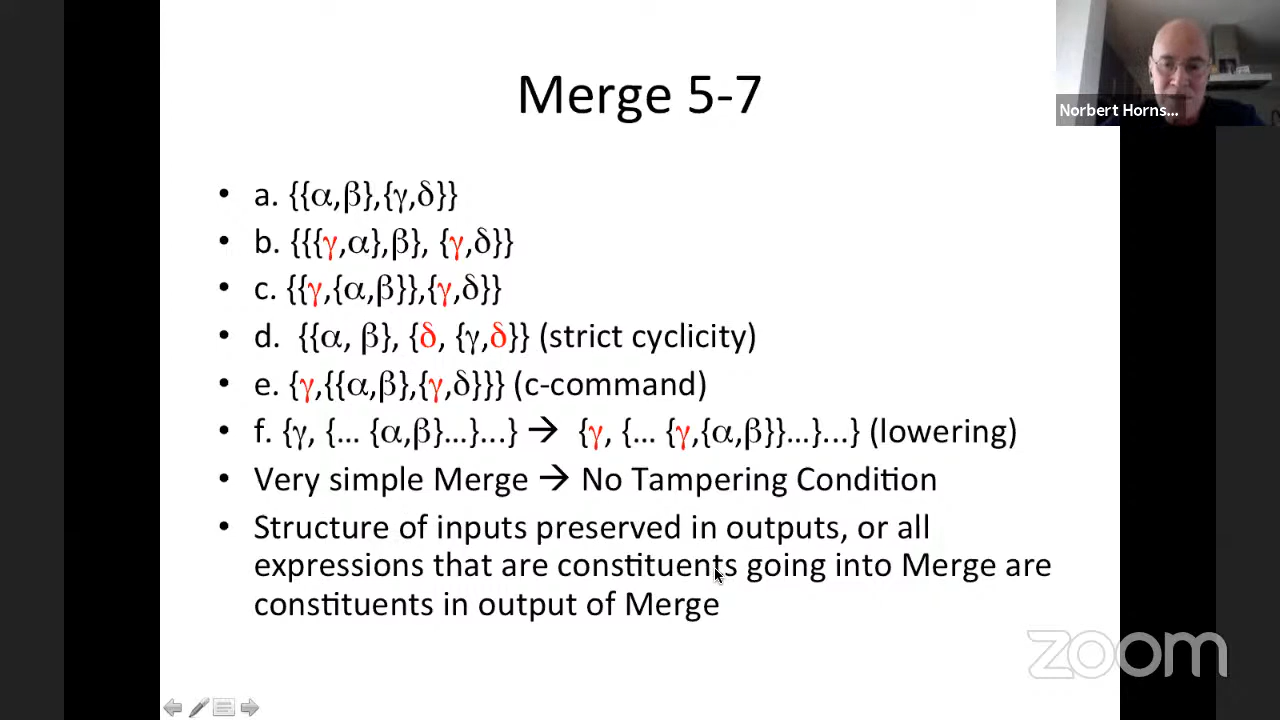 Merge 5-7
Norbert Horns...
• a. {{α,β},{γ,δ}}
• b. {{{γ,α},β}, {γ,δ}}
• c. {{γ,{α,β}},{γ,δ}}
• d. {{α, β}, {δ, {γ,δ}} (strict cyclicity)
• e. {γ,{{α,β},{γ,δ}}} (c-command)
• f. {γ, {... {α,β}...}...} → {γ, {... {γ,{α,β}}...}...} (lowering)
• Very simple Merge → No Tampering Condition
• Structure of inputs preserved in outputs, or all
expressions that are constituents going into Merge are
constituents in output of Merge
zoom